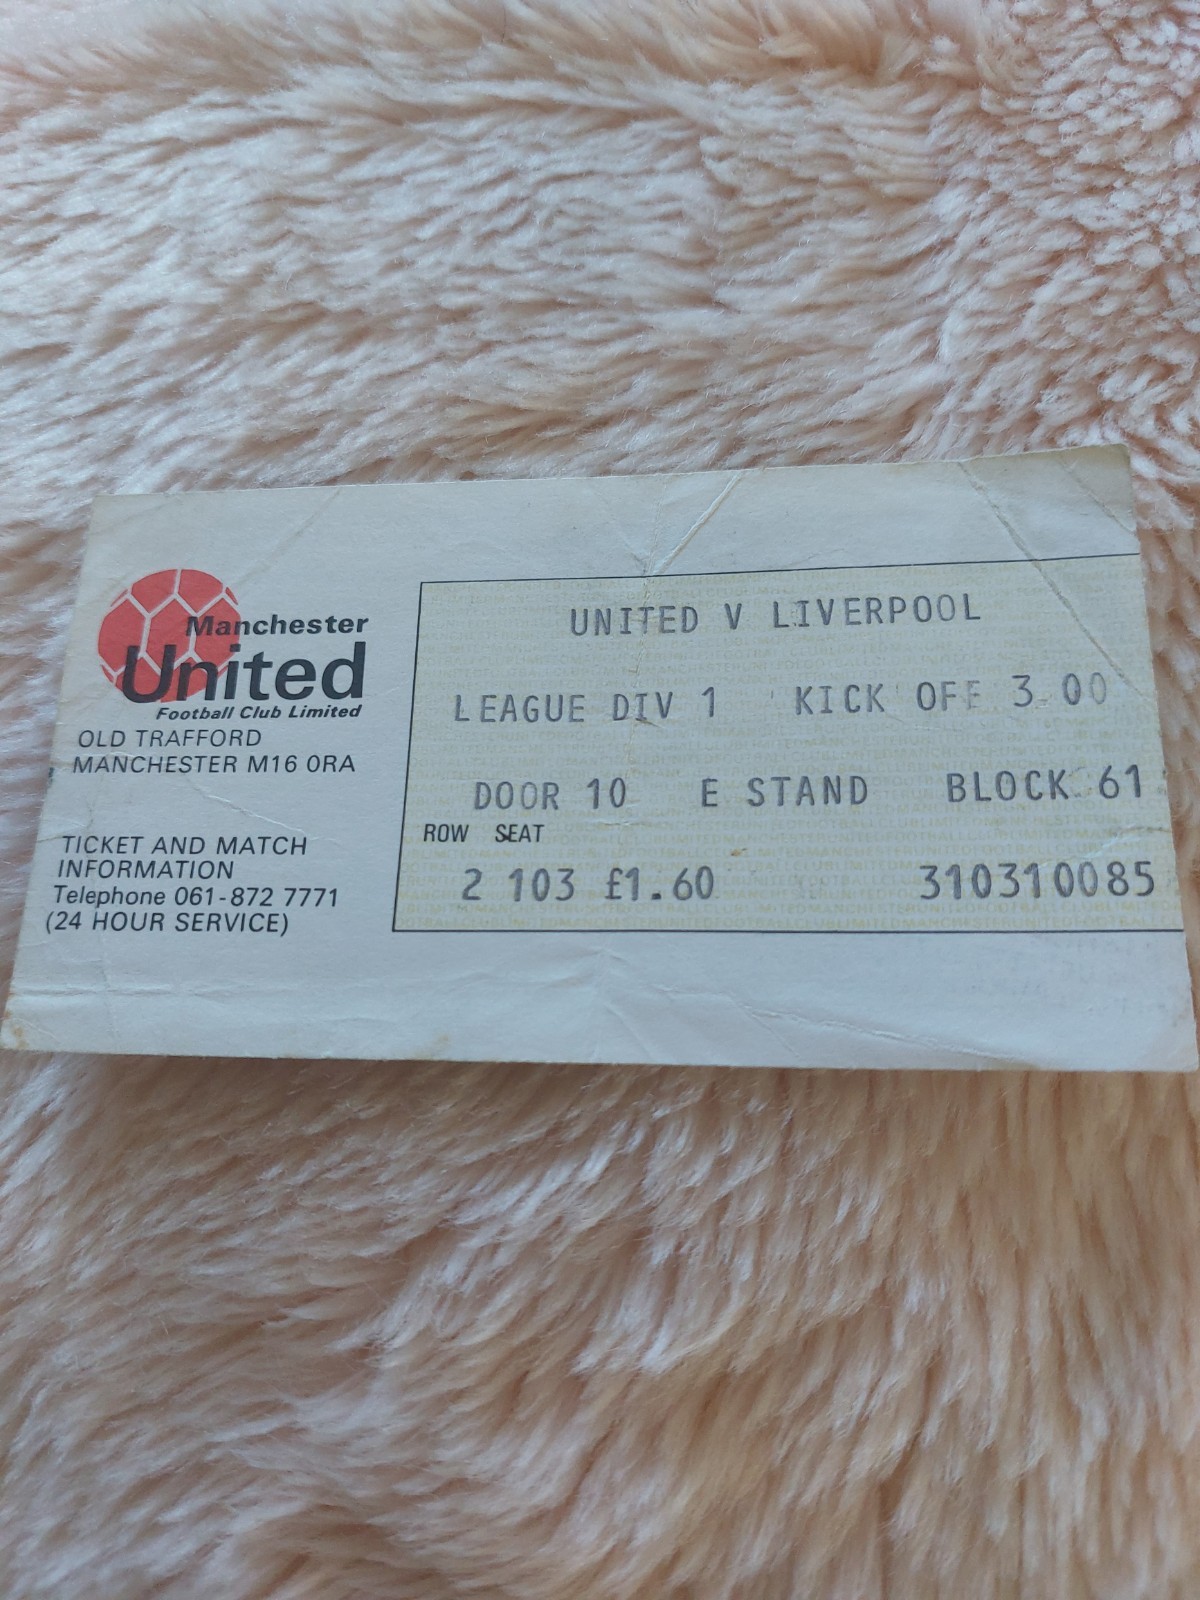 Manchester
United
Football Club Limited
OLD TRAFFORD
MANCHESTER M16 0RA
TICKET AND MATCH
INFORMATION
Telephone 061-872 7771
(24 HOUR SERVICE)
UNITED V LIVERPOOL
LEAGUE DIV 1 KICK OFF 3.00
DOOR 10 E STAND BLOCK 61
ROW SEAT
2 103 £1.60 310310085